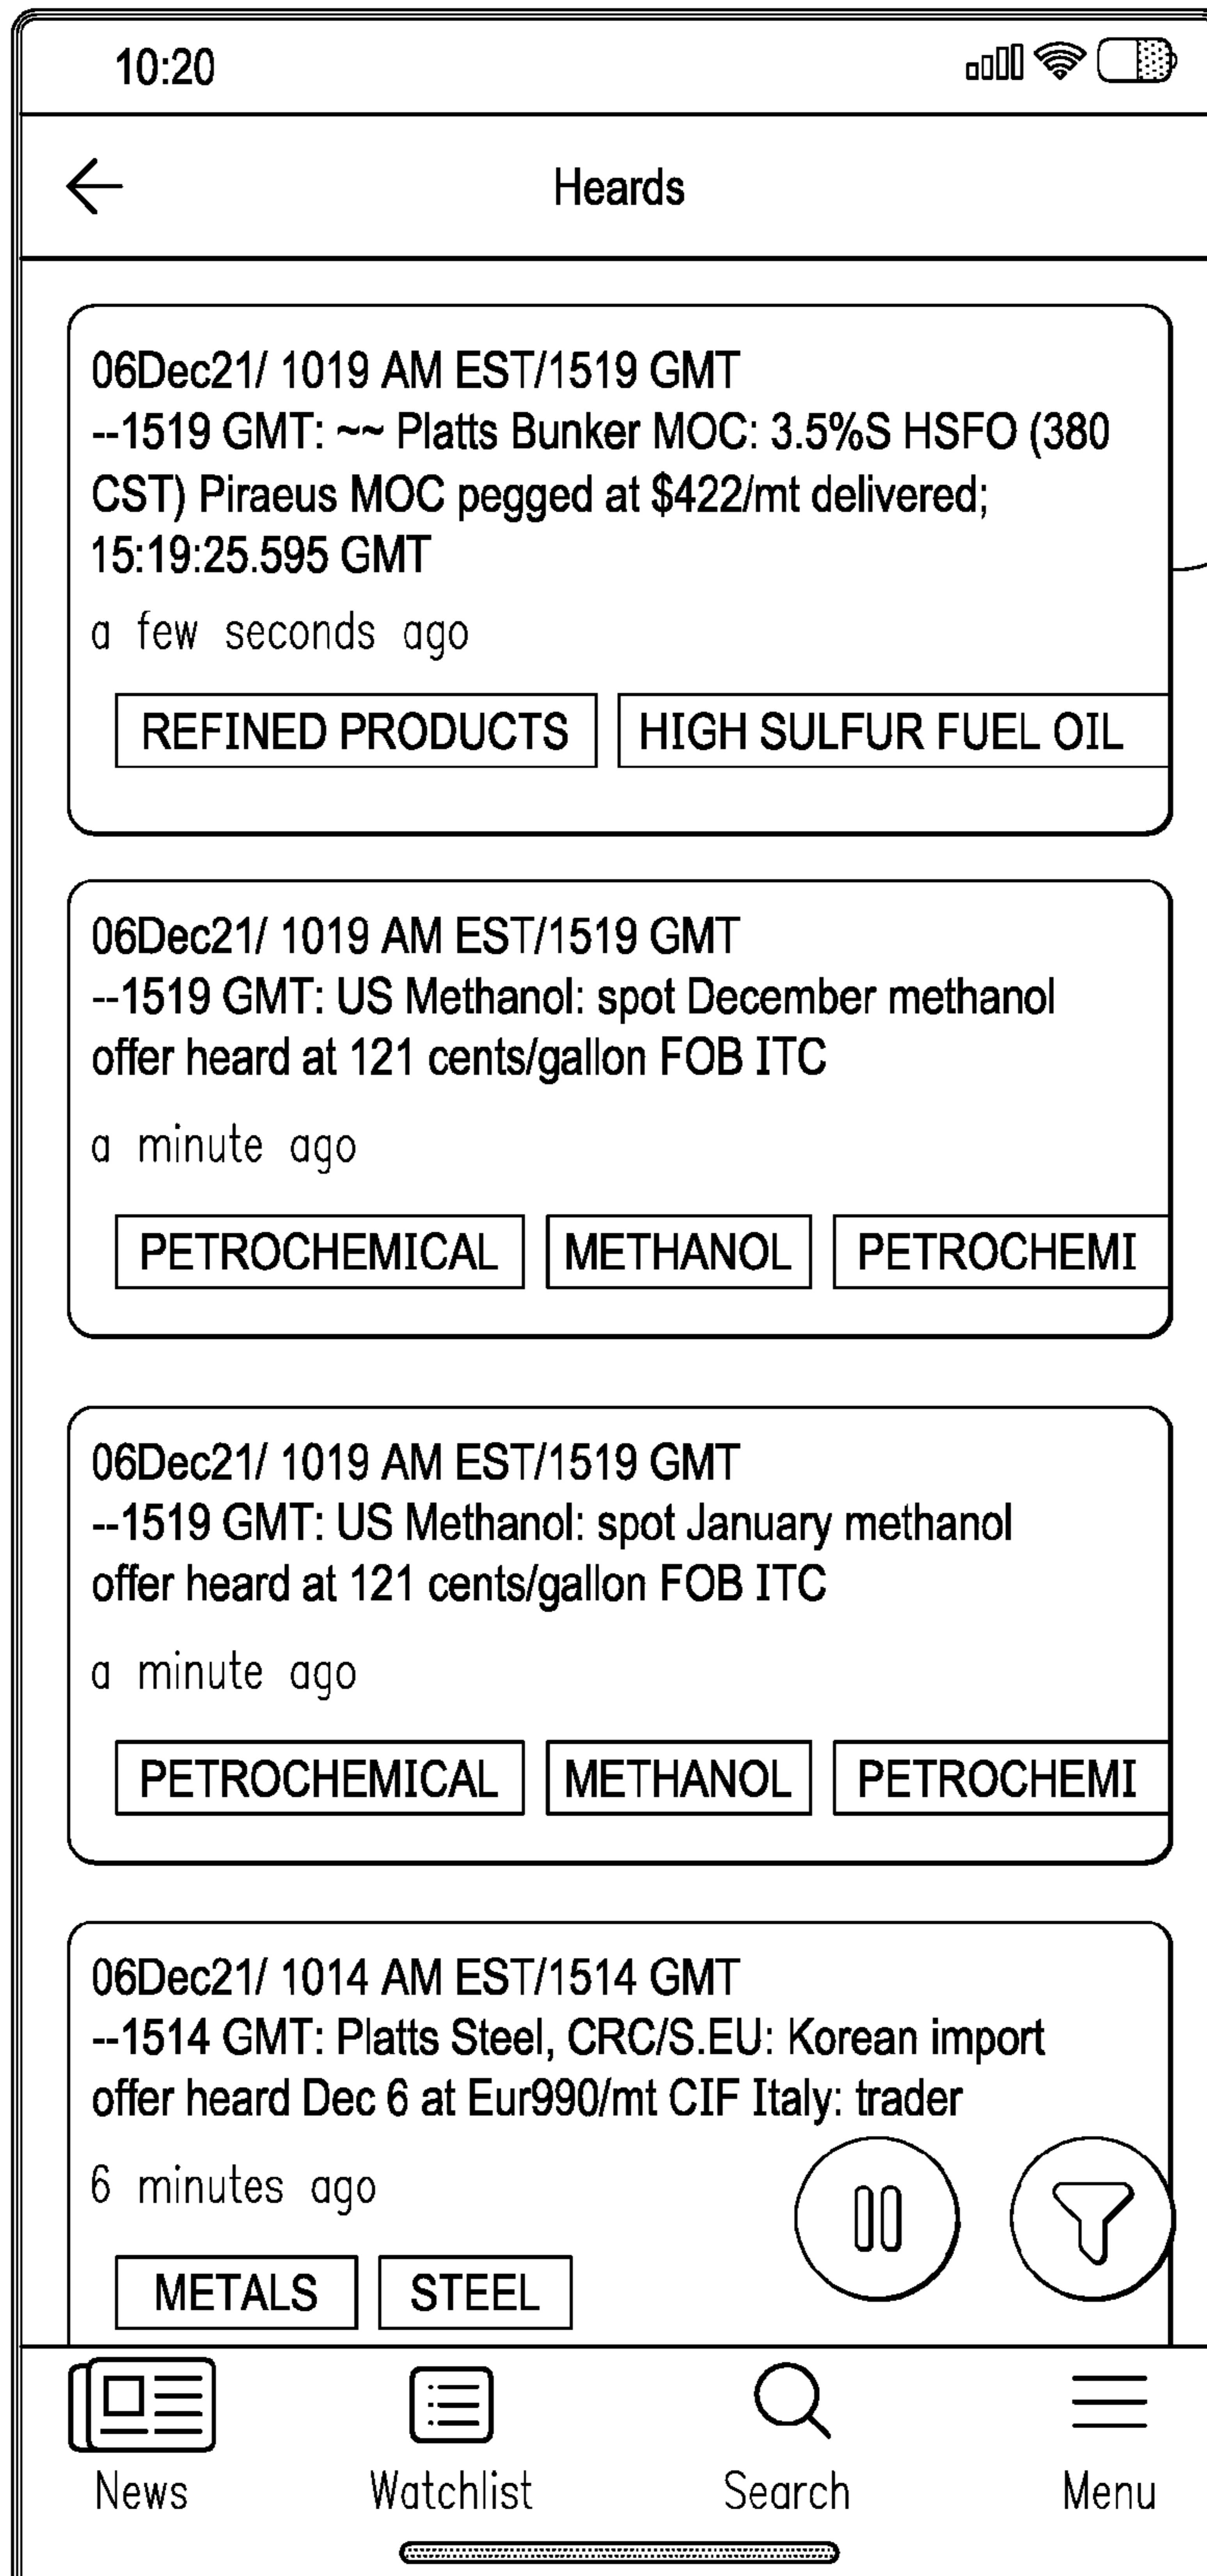 10:20
Heards
06Dec21/ 1019 AM EST/1519 GMT
--1519 GMT: ~~ Platts Bunker MOC: 3.5%S HSFO (380
CST) Piraeus MOC pegged at $422/mt delivered;
15:19:25.595 GMT
a few seconds ago
REFINED PRODUCTS HIGH SULFUR FUEL OIL
06Dec21/ 1019 AM EST/1519 GMT
--1519 GMT: US Methanol: spot December methanol
offer heard at 121 cents/gallon FOB ITC
a minute ago
PETROCHEMICAL METHANOL PETROCHEMI
06Dec21/ 1019 AM EST/1519 GMT
--1519 GMT: US Methanol: spot January methanol
offer heard at 121 cents/gallon FOB ITC
a minute ago
PETROCHEMICAL METHANOL PETROCHEMI
06Dec21/ 1014 AM EST/1514 GMT
--1514 GMT: Platts Steel, CRC/S.EU: Korean import
offer heard Dec 6 at Eur990/mt CIF Italy: trader
6 minutes ago
METALS STEEL
News Watchlist Search Menu